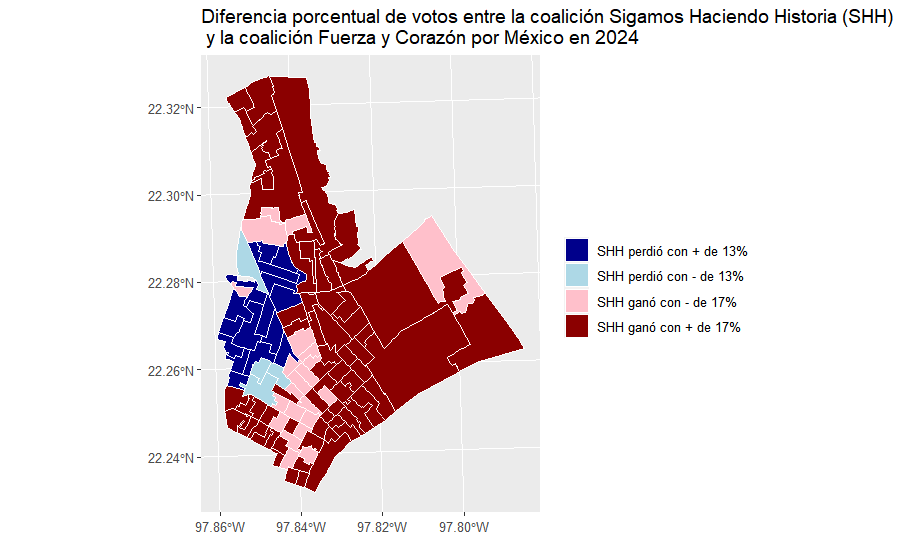 Diferencia porcentual de votos entre la coalición Sigamos Haciendo Historia (SHH)
y la coalición Fuerza y Corazón por México en 2024
22.32°N
22.30°N
22.28°N
22.26°N
22.24°N
97.86°W
97.84°W
97.82°W
97.80°W
SHH perdió con + de 13%
SHH perdió con - de 13%
SHH ganó con - de 17%
SHH ganó con + de 17%